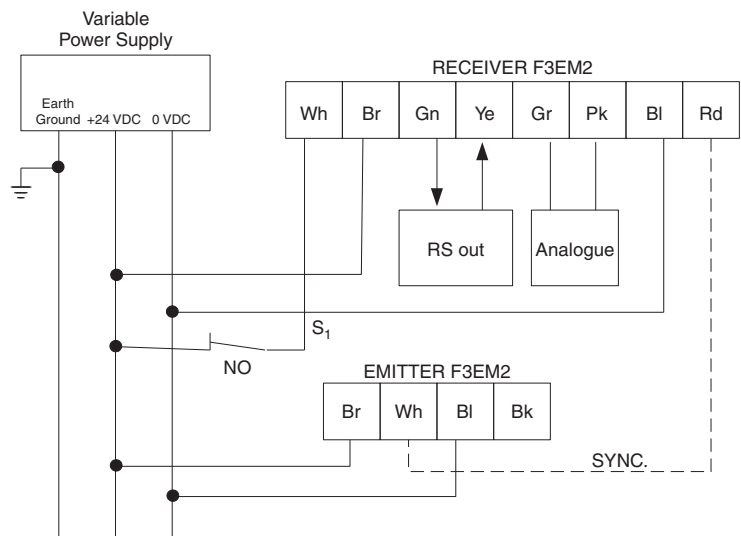 Variable
Power Supply
Earth
Ground +24 VDC 0 VDC
RECEIVER F3EM2
Wh Br Gn Ye Gr Pk Bl Rd
RS out
Analogue
S₁
NO
EMITTER F3EM2
Br Wh Bl Bk
SYNC.